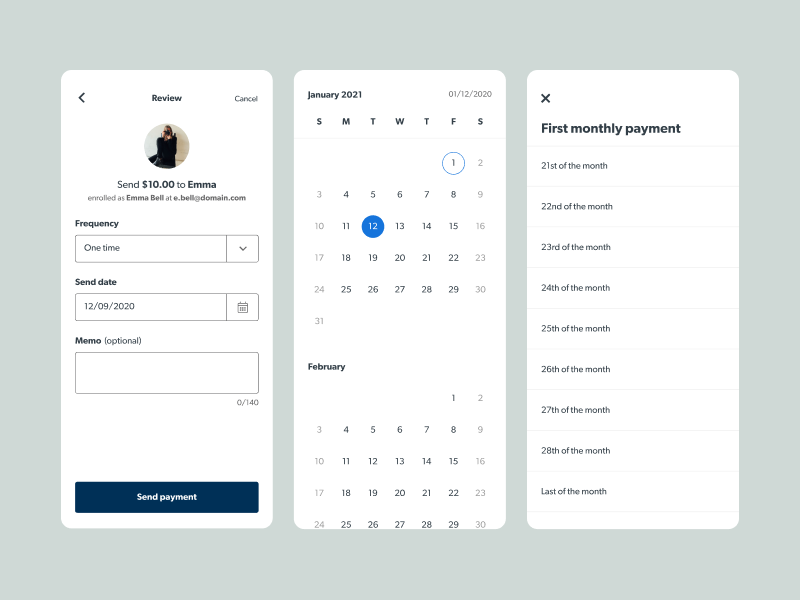 Review
Cancel
Send $10.00 to Emma
enrolled as Emma Bell at e.bell@domain.com
Frequency
One time
Send date
12/09/2020
Memo (optional)
0/140
Send payment
January 2021
01/12/2020
S M T W T F S
1 2
3 4 5 6 7 8 9
10 11 12 13 14 15 16
17 18 19 20 21 22 23
24 25 26 27 28 29 30
31
February
1 2
3 4 5 6 7 8 9
10 11 12 13 14 15 16
17 18 19 20 21 22 23
24 25 26 27 28 29 30
First monthly payment
21st of the month
22nd of the month
23rd of the month
24th of the month
25th of the month
26th of the month
27th of the month
28th of the month
Last of the month